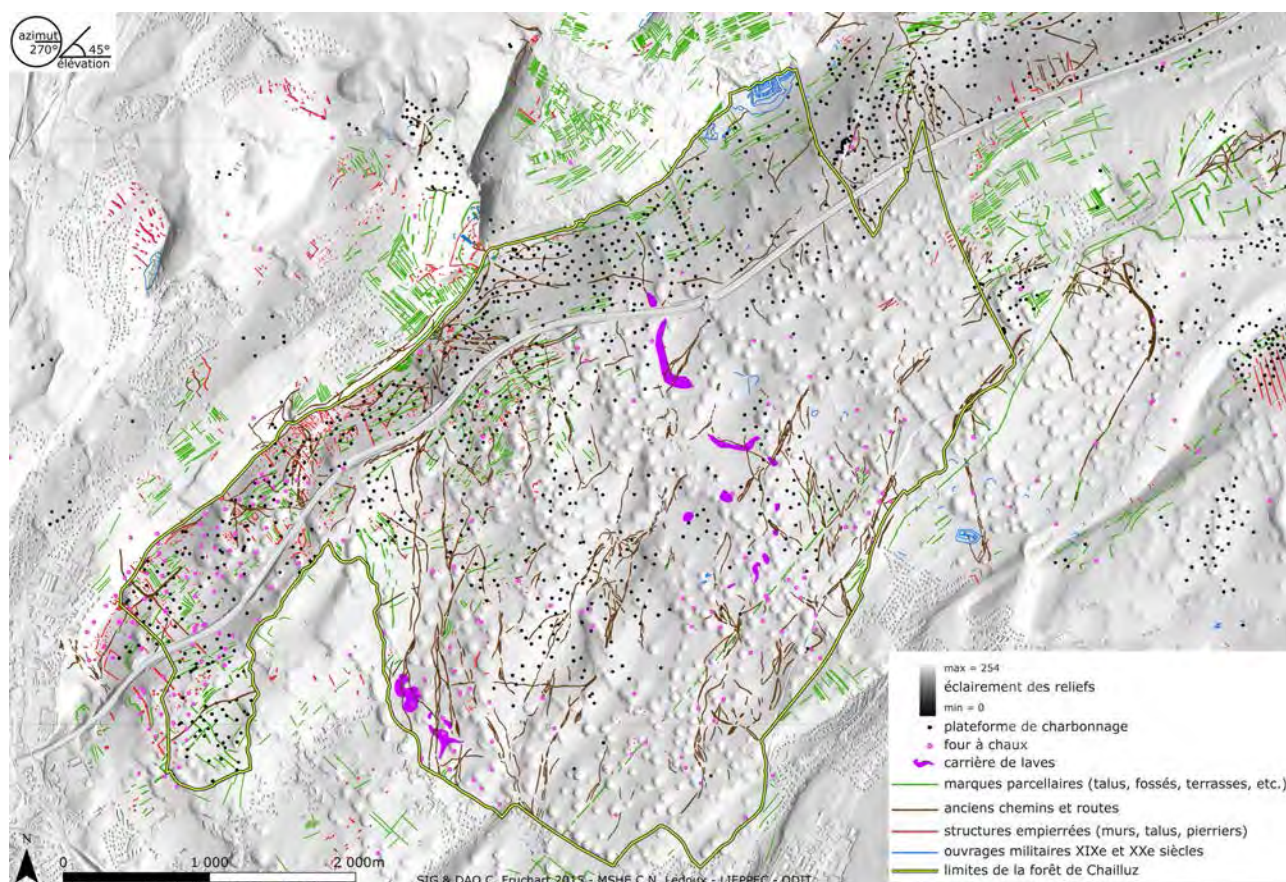 azimut
270°
45°
élévation
max = 254
éclairement des reliefs
min = 0
plateforme de charbonnage
four à chaux
carrière de laves
marques parcellaires (talus, fossés, terrasses, etc.)
anciens chemins et routes
structures empierrées (murs, talus, pierriers)
ouvrages militaires XIXe et XXe siècles
limites de la forêt de Chailluz
N
0
1 000
2 000m
SIG & DAO C. Fruchart 2015 - MSHE C.N. Ledoux - LIEPPEC - ODIT